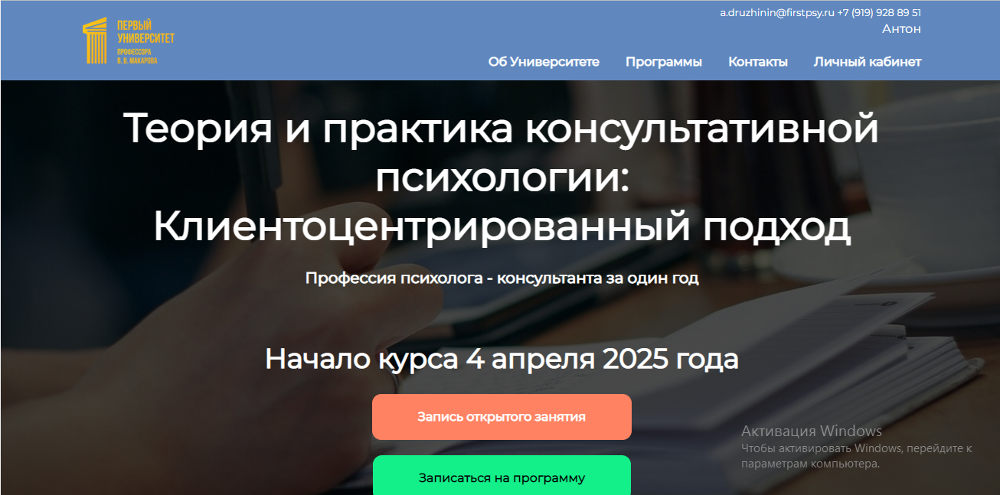 a.druzhinin@firstpsy.ru +7 (919) 928 89 51
Антон
ПЕРВЫЙ
УНИВЕРСИТЕТ
ПРОФЕССОРА
В. В. МАКАРОВА
Об Университете Программы Контакты Личный кабинет
Теория и практика консультативной
психологии:
Клиентоцентрированный подход
Профессия психолога - консультанта за один год
Начало курса 4 апреля 2025 года
Запись открытого занятия
Записаться на программу
Активация Windows
Чтобы активировать Windows, перейдите к
параметрам компьютера.